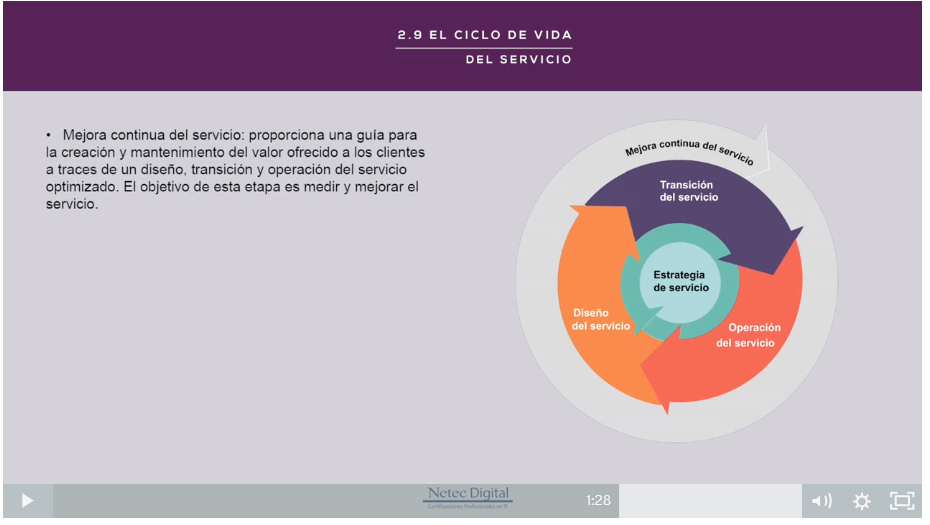 2.9 EL CICLO DE VIDA
DEL SERVICIO
• Mejora continua del servicio: proporciona una guía para
la creación y mantenimiento del valor ofrecido a los clientes
a traces de un diseño, transición y operación del servicio
optimizado. El objetivo de esta etapa es medir y mejorar el
servicio.
Mejora continua del servicio
Transición
del servicio
Estrategia
de servicio
Diseño
del servicio
Operación
del servicio
Netec Digital
Certificaciones Profesionales en TI
1:28